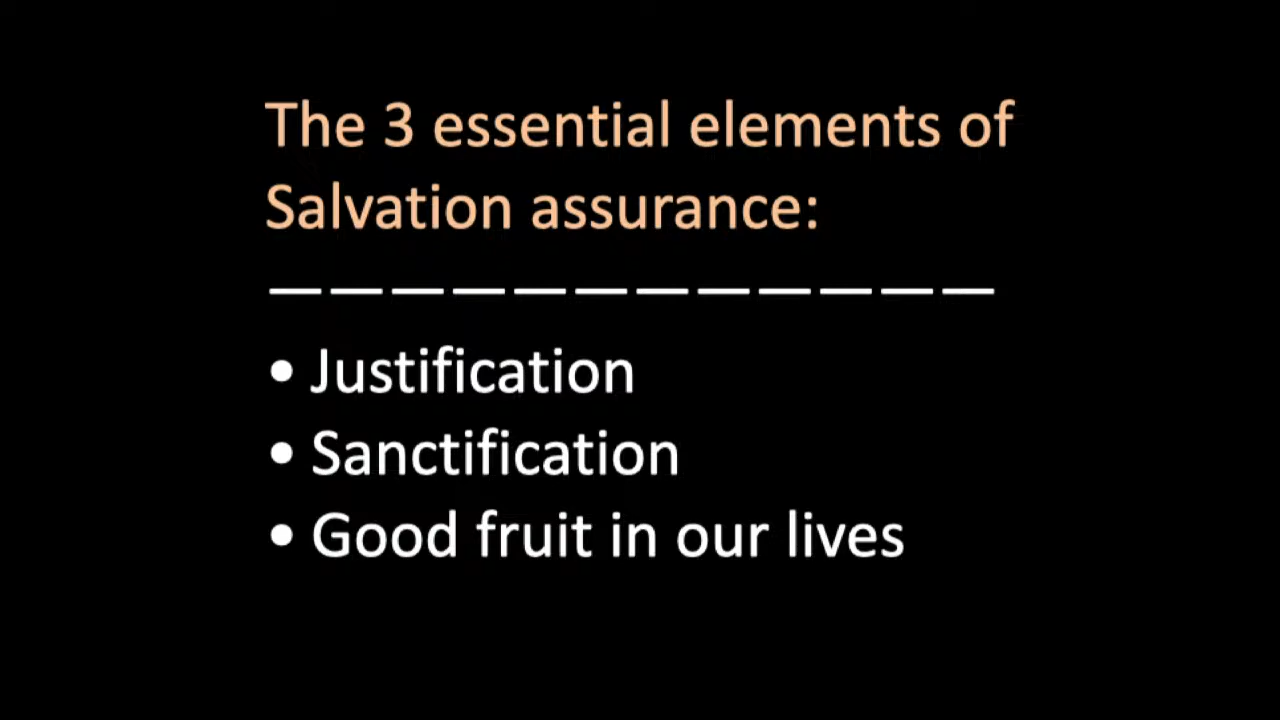 The 3 essential elements of
Salvation assurance:
— — — — — — — — — — — —
• Justification
• Sanctification
• Good fruit in our lives